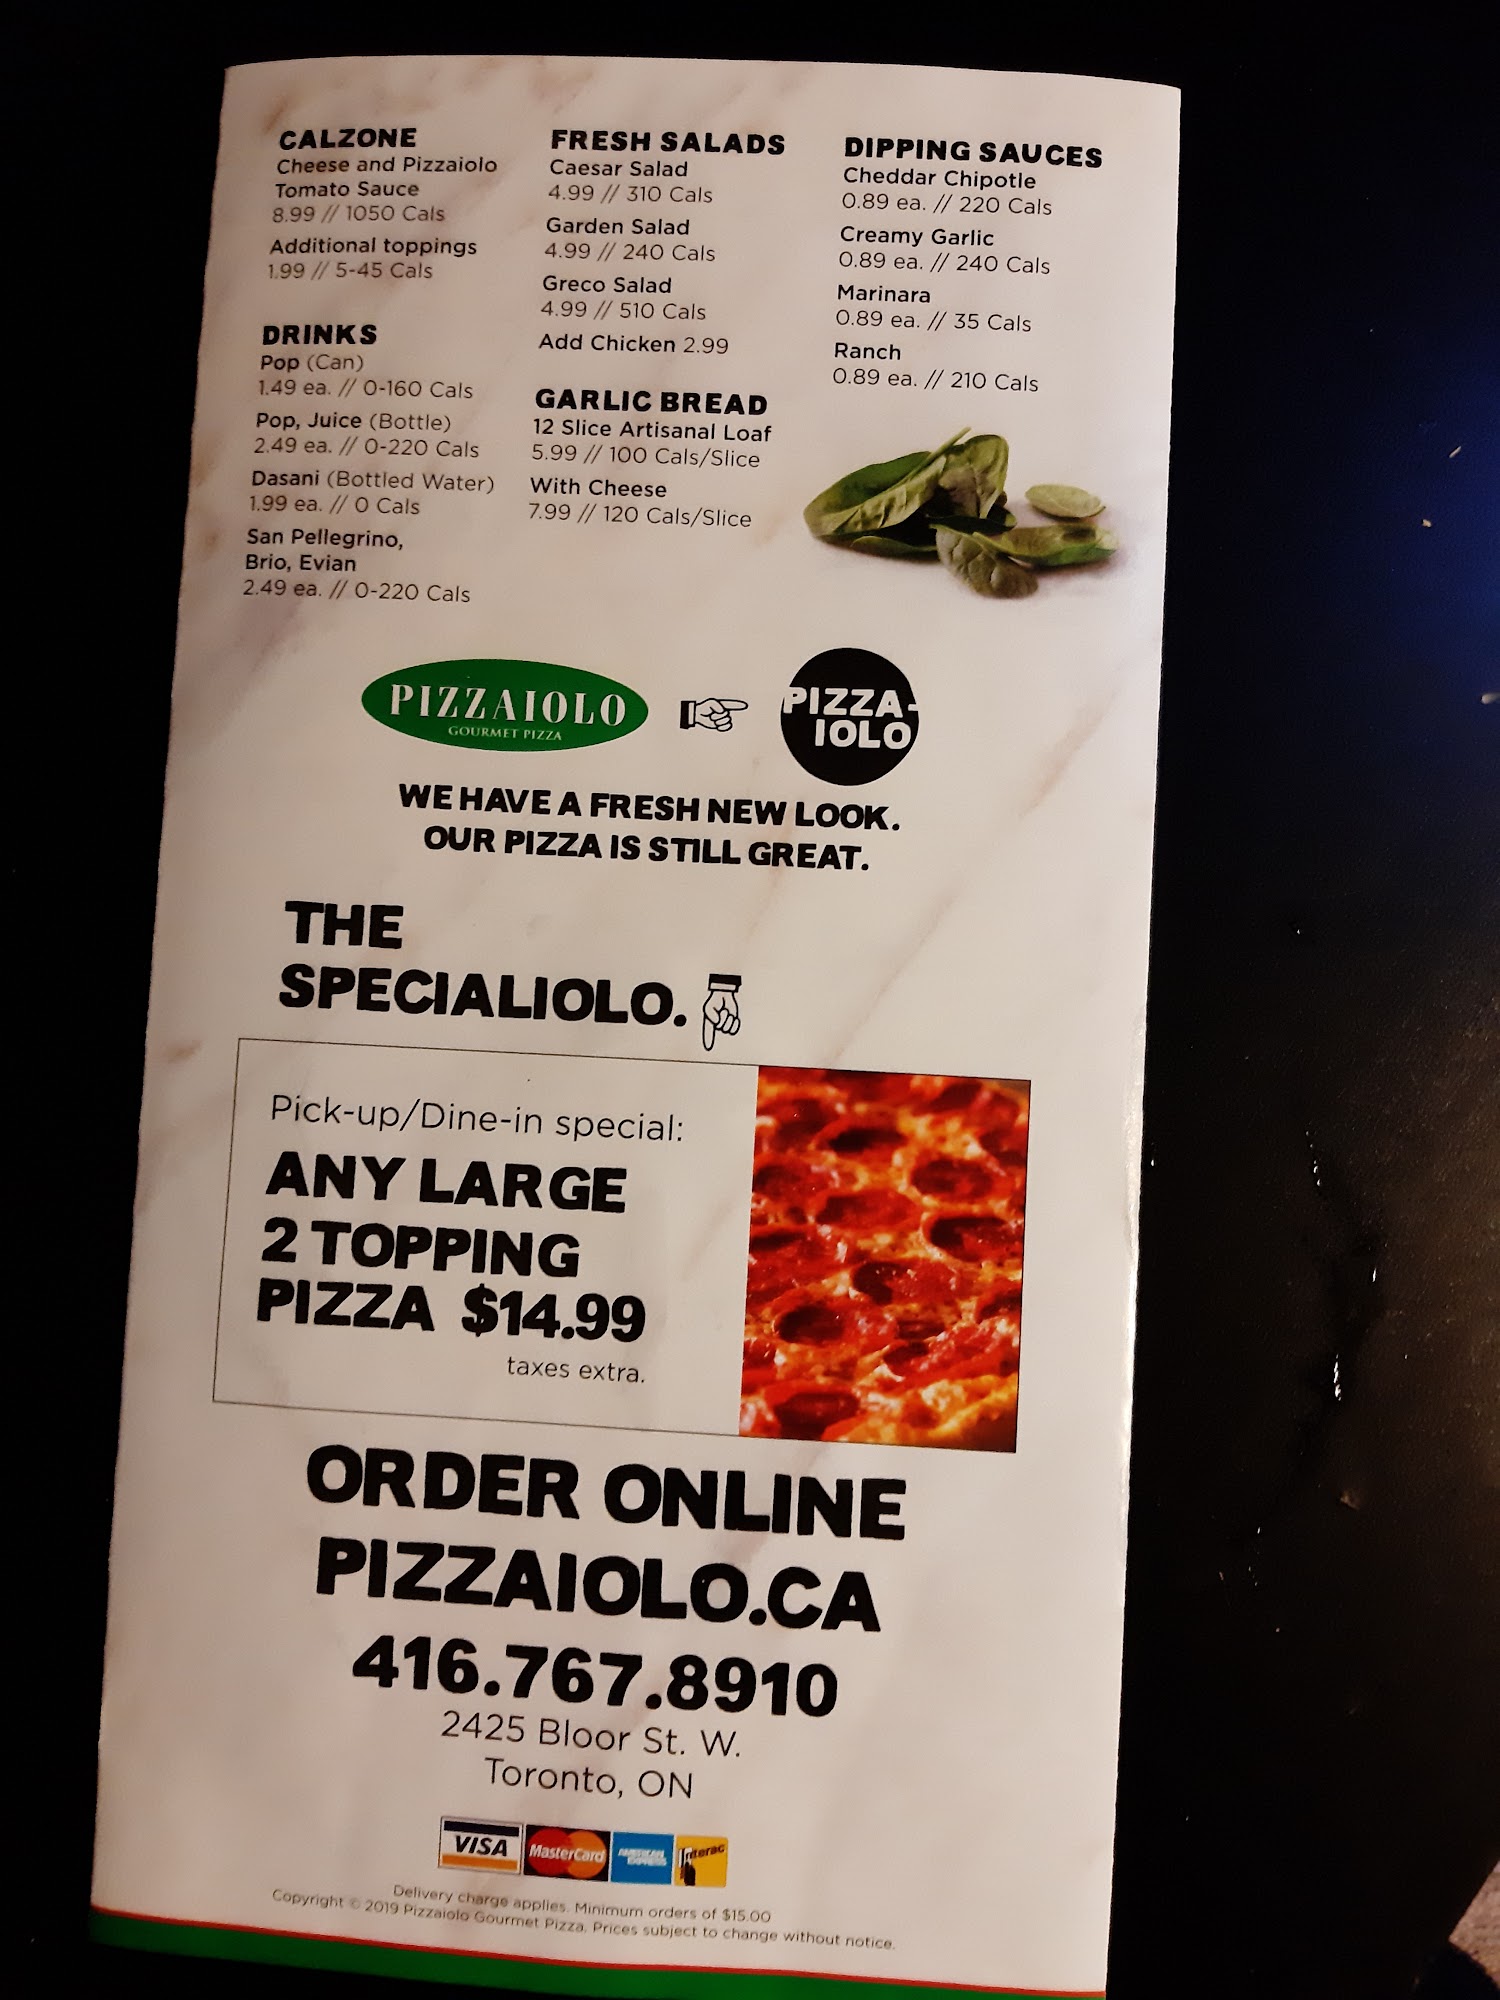 CALZONE
Cheese and Pizzaiolo
Tomato Sauce
8.99 // 1050 Cals
Additional toppings
1.99 // 5-45 Cals
DRINKS
Pop (Can)
1.49 ea. // 0-160 Cals
Pop, Juice (Bottle)
2.49 ea. // 0-220 Cals
Dasani (Bottled Water)
1.99 ea. // 0 Cals
San Pellegrino,
Brio, Evian
2.49 ea. // 0-220 Cals
FRESH SALADS
Caesar Salad
4.99 // 310 Cals
Garden Salad
4.99 // 240 Cals
Greco Salad
4.99 // 510 Cals
Add Chicken 2.99
GARLIC BREAD
12 Slice Artisanal Loaf
5.99 // 100 Cals/Slice
With Cheese
7.99 // 120 Cals/Slice
DIPPING SAUCES
Cheddar Chipotle
0.89 ea. // 220 Cals
Creamy Garlic
0.89 ea. // 240 Cals
Marinara
0.89 ea. // 35 Cals
Ranch
0.89 ea. // 210 Cals
PIZZAIOLO
GOURMET PIZZA
PIZZA-
IOLO
WE HAVE A FRESH NEW LOOK.
OUR PIZZA IS STILL GREAT.
THE
SPECIALIOLO.
Pick-up/Dine-in special:
ANY LARGE
2 TOPPING
PIZZA $14.99
taxes extra.
ORDER ONLINE
PIZZAIOLO.CA
416.767.8910
2425 Bloor St. W.
Toronto, ON
VISA MasterCard AMERICAN EXPRESS Interac
Delivery charge applies. Minimum orders of $15.00
Copyright © 2019 Pizzaiolo Gourmet Pizza. Prices subject to change without notice.